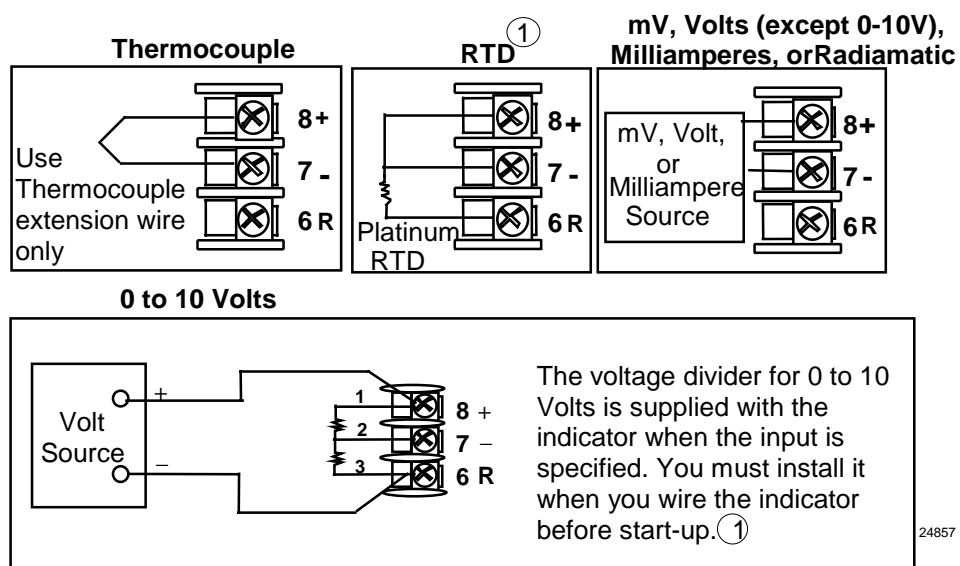 Thermocouple
Use
Thermocouple
extension wire
only
8+
7 -
6 R
RTD 1
Platinum
RTD
8+
7 -
6 R
mV, Volts (except 0-10V),
Milliamperes, orRadiamatic
mV, Volt,
or
Milliampere
Source
8+
7 -
6 R
0 to 10 Volts
Volt
Source
+
–
1
2
3
8 +
7 –
6 R
The voltage divider for 0 to 10
Volts is supplied with the
indicator when the input is
specified. You must install it
when you wire the indicator
before start-up. 1
24857